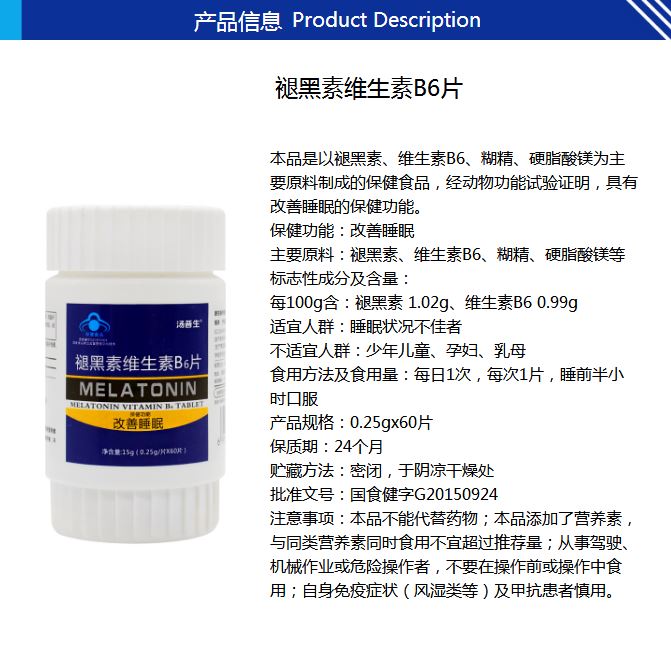 产品信息 Product Description
褪黑素维生素B6片
本品是以褪黑素、维生素B6、糊精、硬脂酸镁为主
要原料制成的保健食品，经动物功能试验证明，具有
改善睡眠的保健功能。
保健功能：改善睡眠
主要原料：褪黑素、维生素B6、糊精、硬脂酸镁等
标志性成分及含量：
每100g含：褪黑素 1.02g、维生素B6 0.99g
适宜人群：睡眠状况不佳者
不适宜人群：少年儿童、孕妇、乳母
食用方法及食用量：每日1次，每次1片，睡前半小
时口服
产品规格：0.25gx60片
保质期：24个月
贮藏方法：密闭，于阴凉干燥处
批准文号：国食健字G20150924
注意事项：本品不能代替药物；本品添加了营养素，
与同类营养素同时食用不宜超过推荐量；从事驾驶、
机械作业或危险操作者，不要在操作前或操作中食
用；自身免疫症状（风湿类等）及甲抗患者慎用。
汤普生
保健食品
褪黑素维生素B6片
MELATONIN
MELATONIN VITAMIN B6 TABLET
保健功能
改善睡眠
净含量:15g（0.25g/片X60片）